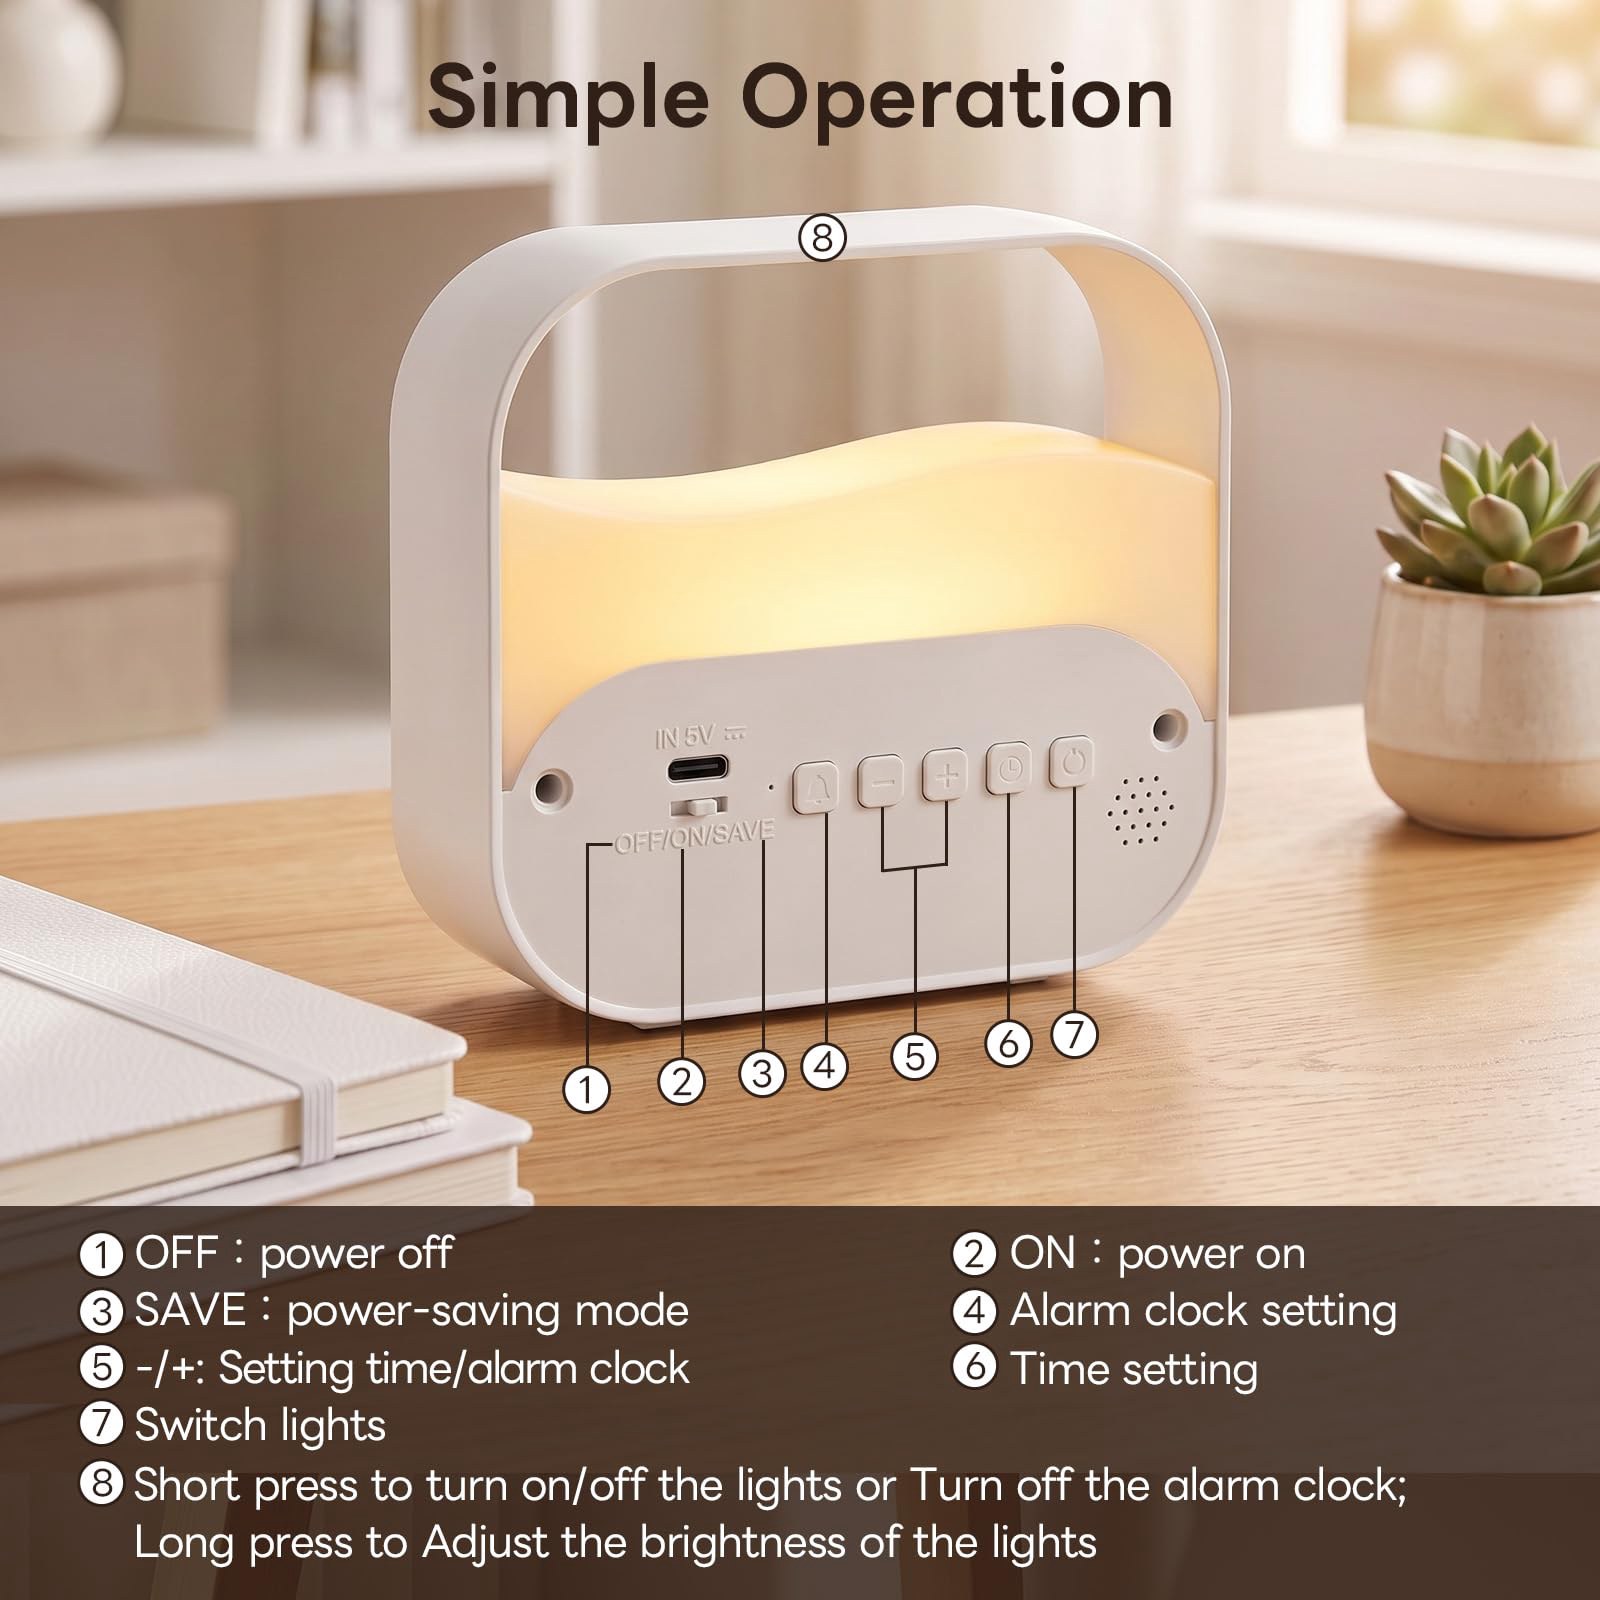 Simple Operation
8
IN 5V
OFF/ON/SAVE
1 2 3 4 5 6 7
1 OFF : power off
2 ON : power on
3 SAVE : power-saving mode
4 Alarm clock setting
5 -/+: Setting time/alarm clock
6 Time setting
7 Switch lights
8 Short press to turn on/off the lights or Turn off the alarm clock;
Long press to Adjust the brightness of the lights